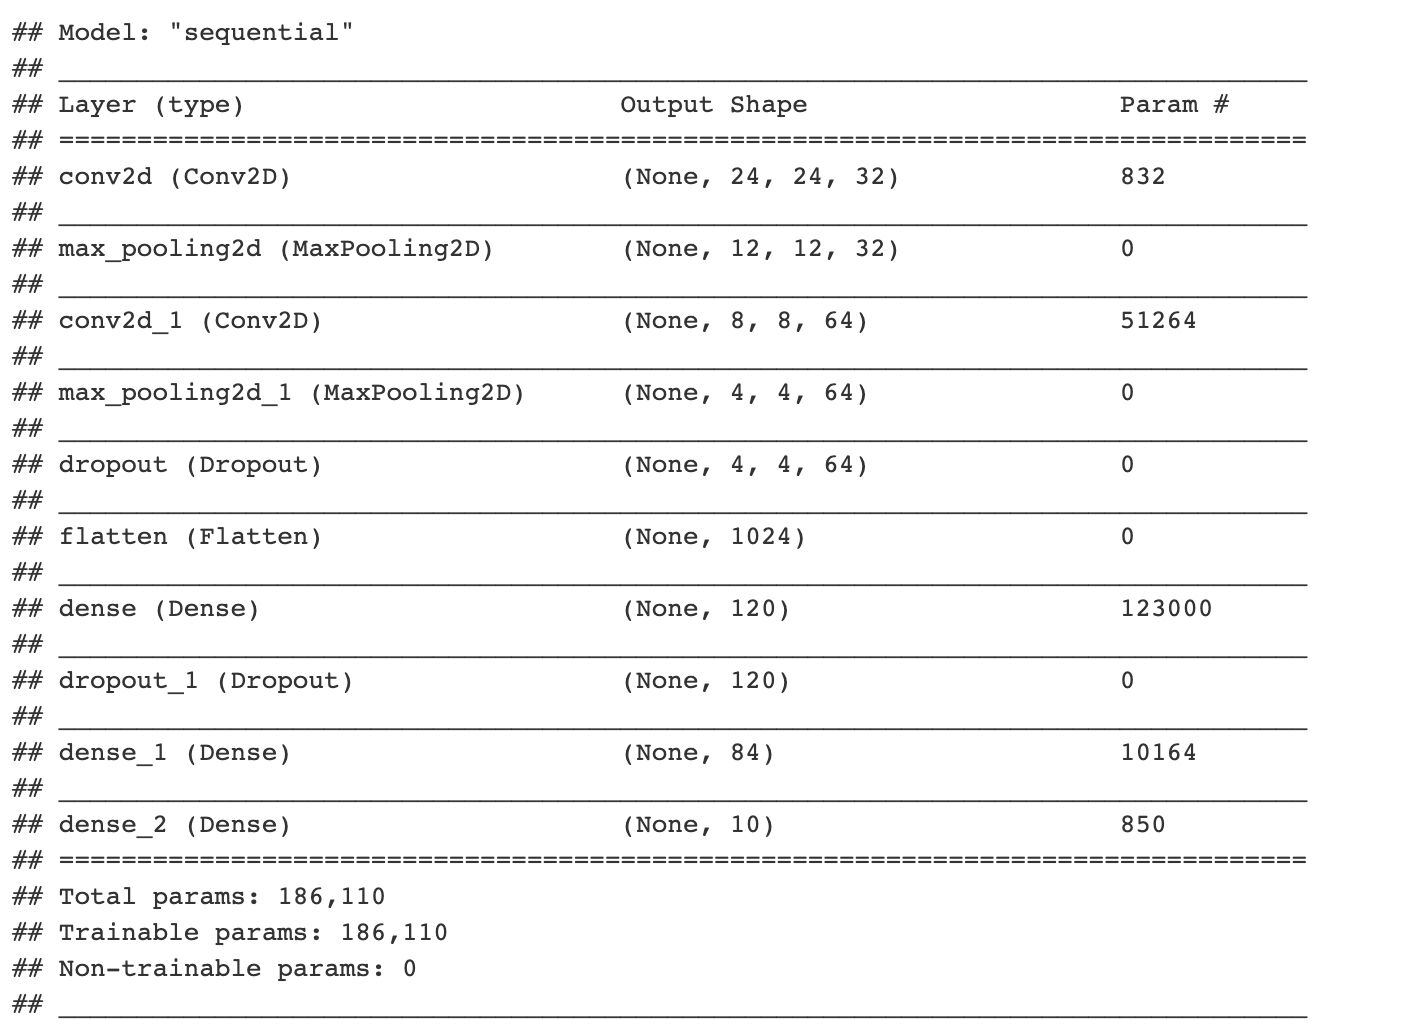 ## Model: "sequential"
## ________________________________________________________________________________
## Layer (type)                        Output Shape                    Param #
## ================================================================================
## conv2d (Conv2D)                     (None, 24, 24, 32)              832
## ________________________________________________________________________________
## max_pooling2d (MaxPooling2D)        (None, 12, 12, 32)              0
## ________________________________________________________________________________
## conv2d_1 (Conv2D)                   (None, 8, 8, 64)                51264
## ________________________________________________________________________________
## max_pooling2d_1 (MaxPooling2D)      (None, 4, 4, 64)                0
## ________________________________________________________________________________
## dropout (Dropout)                   (None, 4, 4, 64)                0
## ________________________________________________________________________________
## flatten (Flatten)                   (None, 1024)                    0
## ________________________________________________________________________________
## dense (Dense)                       (None, 120)                     123000
## ________________________________________________________________________________
## dropout_1 (Dropout)                 (None, 120)                     0
## ________________________________________________________________________________
## dense_1 (Dense)                     (None, 84)                      10164
## ________________________________________________________________________________
## dense_2 (Dense)                     (None, 10)                      850
## ================================================================================
## Total params: 186,110
## Trainable params: 186,110
## Non-trainable params: 0
## ________________________________________________________________________________